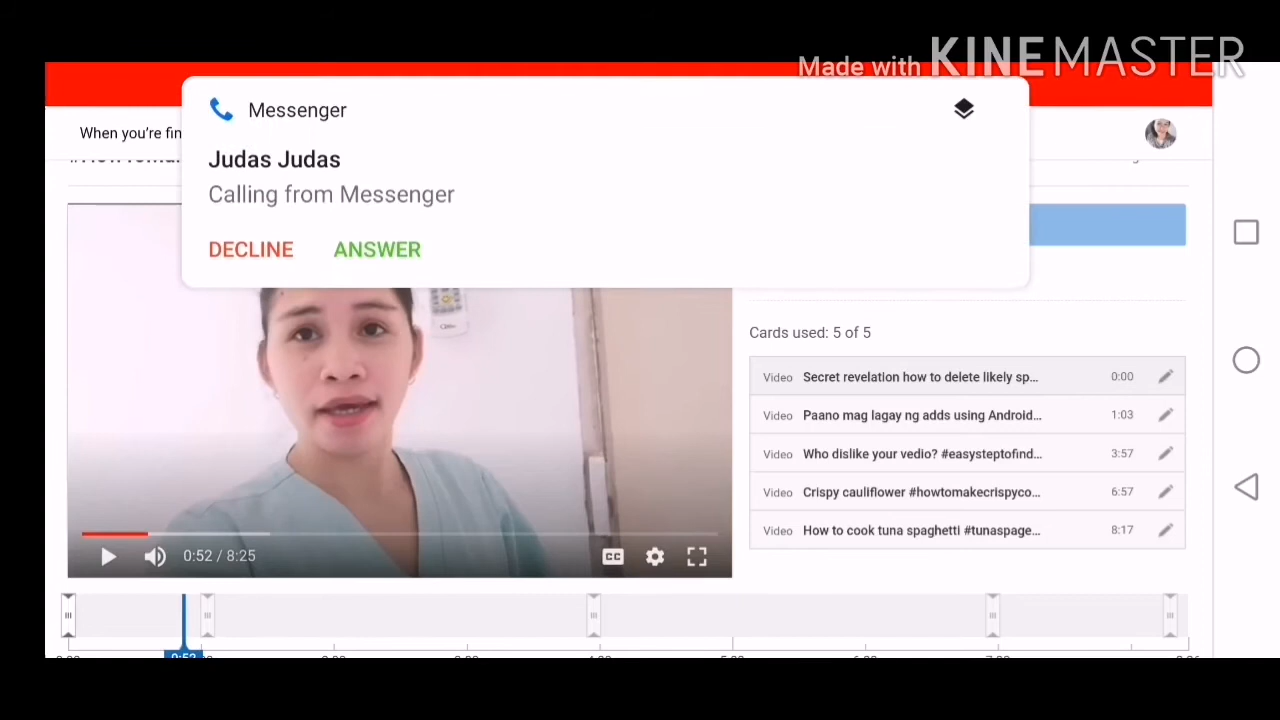 Made with KINEMASTER
Messenger
When you're fin
Judas Judas
Calling from Messenger
DECLINE ANSWER
Cards used: 5 of 5
Video Secret revelation how to delete likely sp... 0:00
Video Paano mag lagay ng adds using Android... 1:03
Video Who dislike your vedio? #easysteptofind... 3:57
Video Crispy cauliflower #howtomakecrispyco... 6:57
Video How to cook tuna spaghetti #tunaspage... 8:17
0:52 / 8:25
CC
0:52